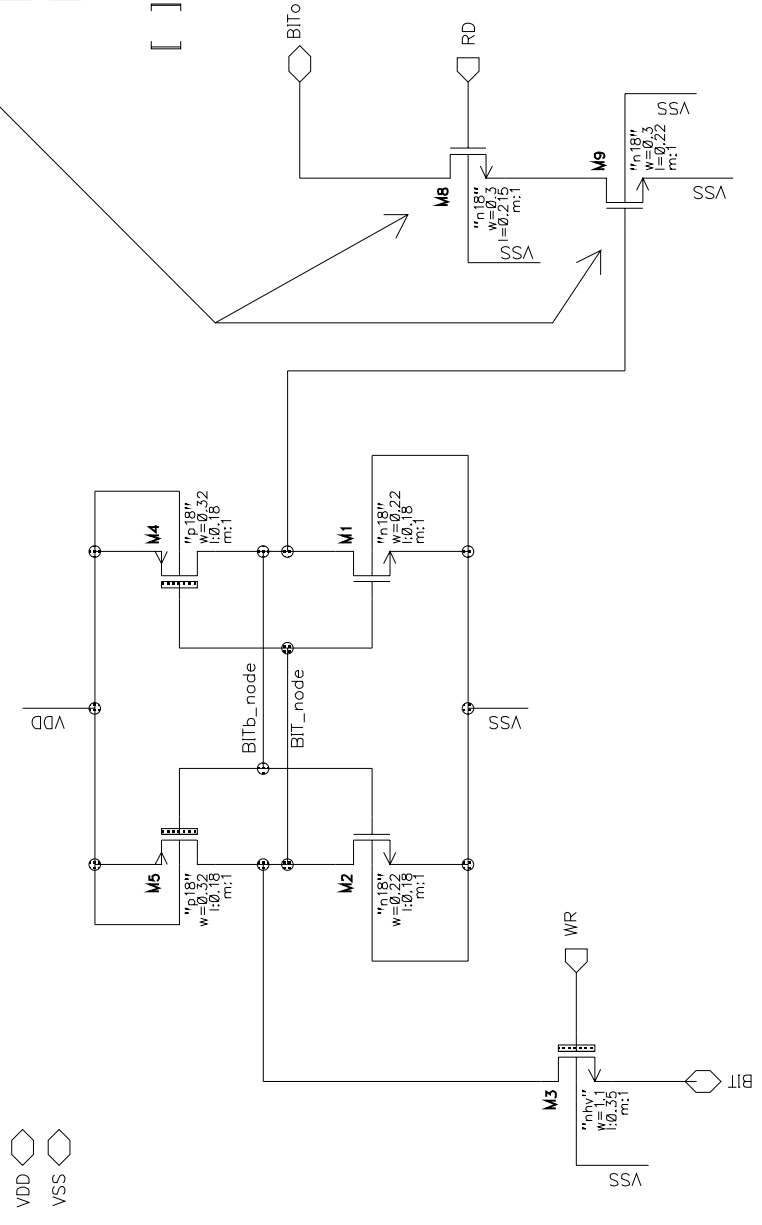 BITo
RD
M8
"n18"
w=0.3
l=0.215
m:1
VSS
M9
"n18"
w=0.3
l=0.22
m:1
VSS
VSS
M4
"p18"
w=0.32
l:0.18
m:1
M1
"n18"
w=0.22
l:0.18
m:1
VDD
BITb_node
BIT_node
VSS
M5
"p18"
w=0.32
l:0.18
m:1
M2
"n18"
w=0.22
l:0.18
m:1
WR
M3
"nhv"
w=1.1
l:0.35
m:1
VSS
BIT
VDD
VSS